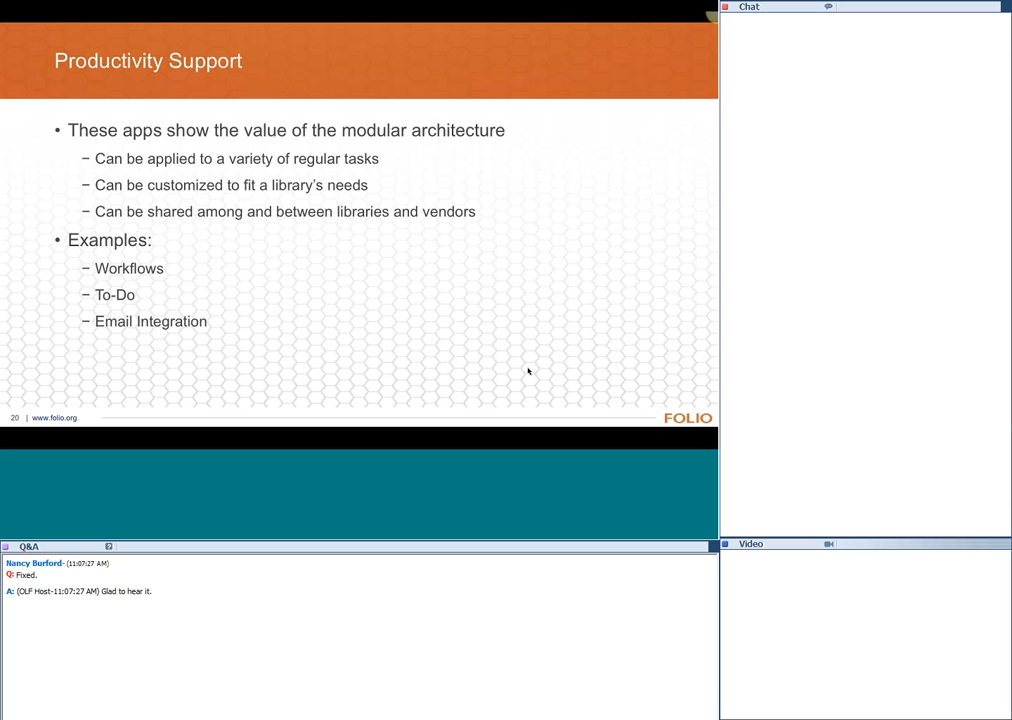 Productivity Support
• These apps show the value of the modular architecture
– Can be applied to a variety of regular tasks
– Can be customized to fit a library's needs
– Can be shared among and between libraries and vendors
• Examples:
– Workflows
– To-Do
– Email Integration
20 | www.folio.org
FOLIO
Chat
Q&A
Nancy Burford- (11:07:27 AM)
Q: Fixed.
A: (OLF Host-11:07:27 AM) Glad to hear it.
Video